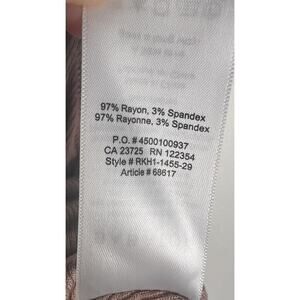 97% Rayon, 3% Spandex
97% Rayonne, 3% Spandex
P.O. # 4500100937
CA 23725 RN 122354
Style # RKH1-1455-29
Article # 68617